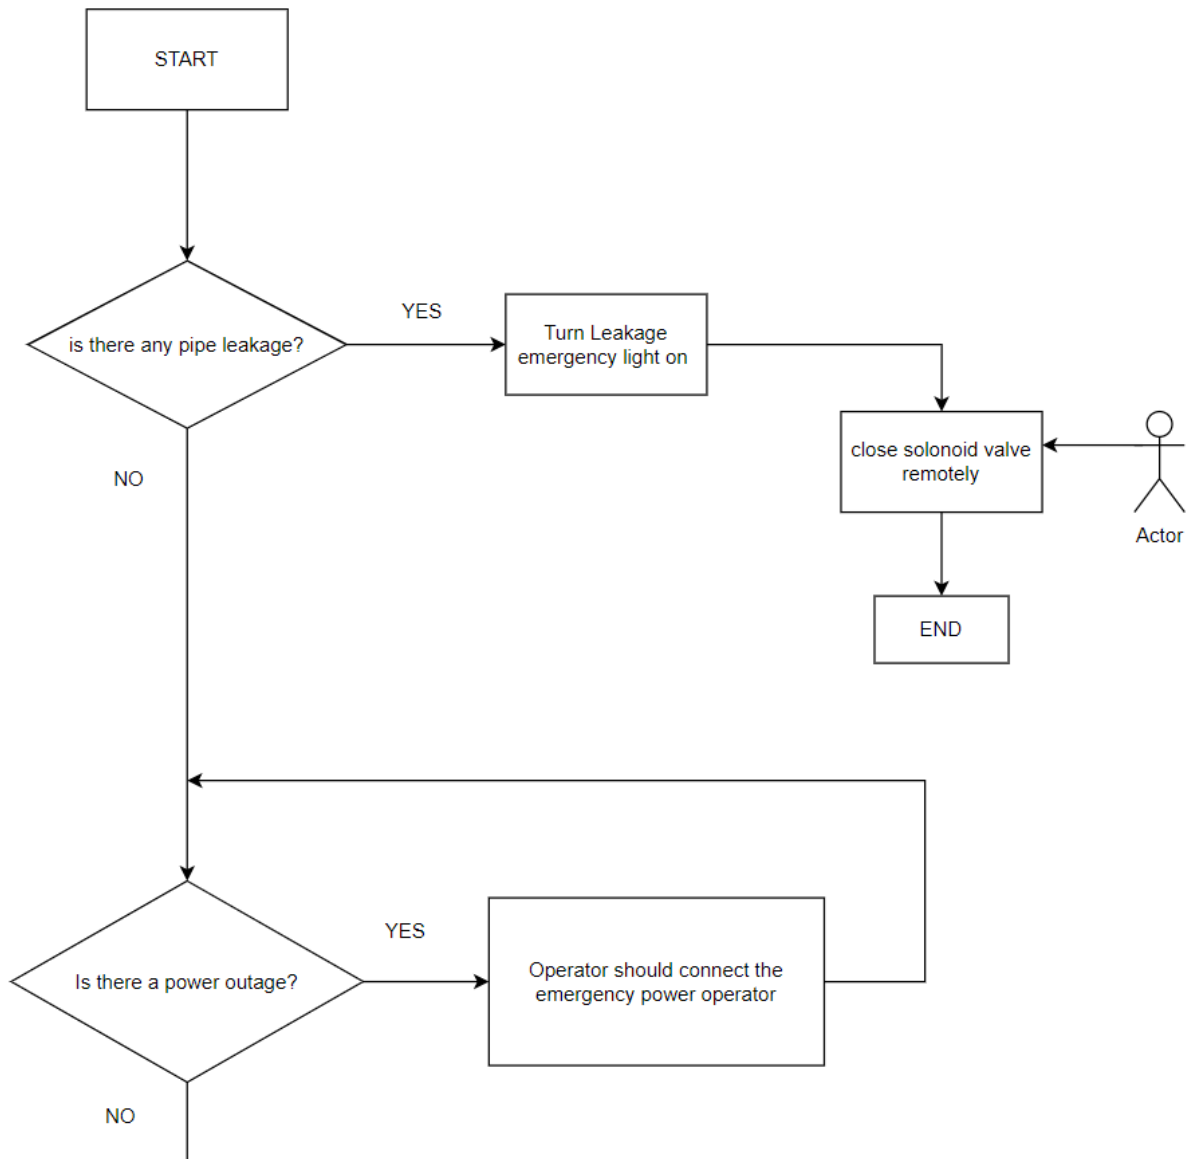 START
is there any pipe leakage?
YES
Turn Leakage
emergency light on
close solonoid valve
remotely
Actor
END
NO
Is there a power outage?
YES
Operator should connect the
emergency power operator
NO